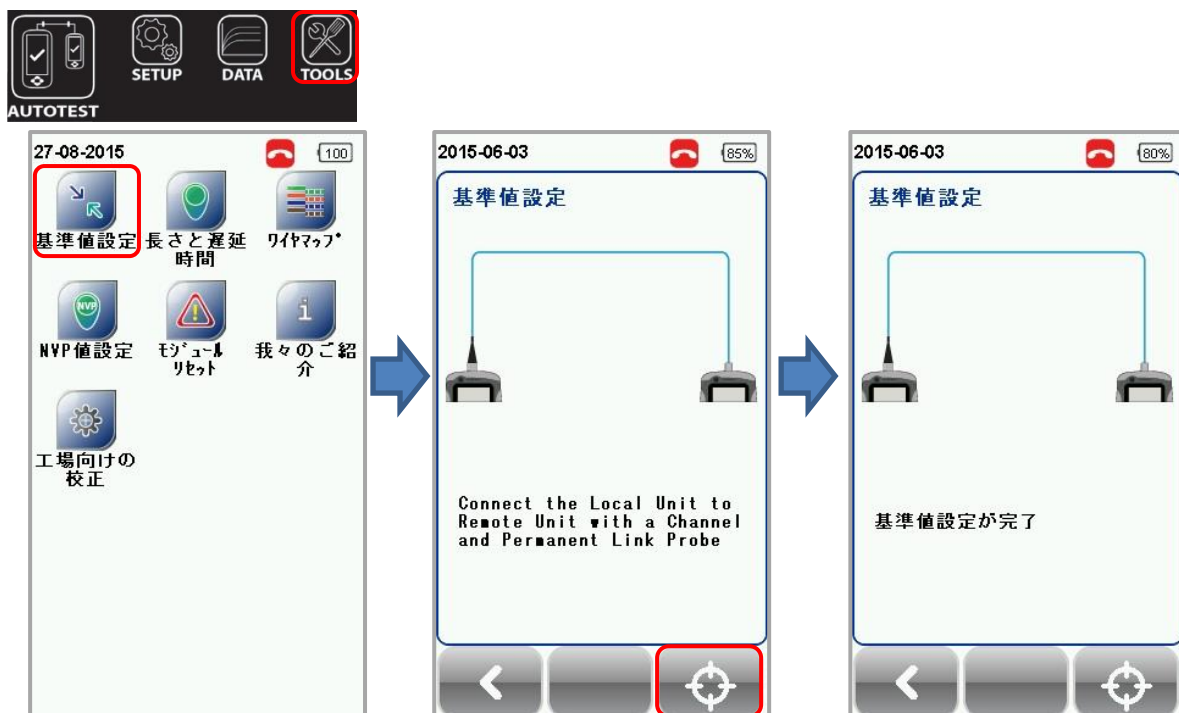 SETUP
DATA
TOOLS
AUTOTEST
27-08-2015
100
基準値設定
長さと遅延
時間
ワイヤマップ
NVP
NVP値設定
モジュール
リセット
i
我々のご紹
介
工場向けの
校正
2015-06-03
85%
基準値設定
Connect the Local Unit to
Remote Unit with a Channel
and Permanent Link Probe
2015-06-03
80%
基準値設定
基準値設定が完了